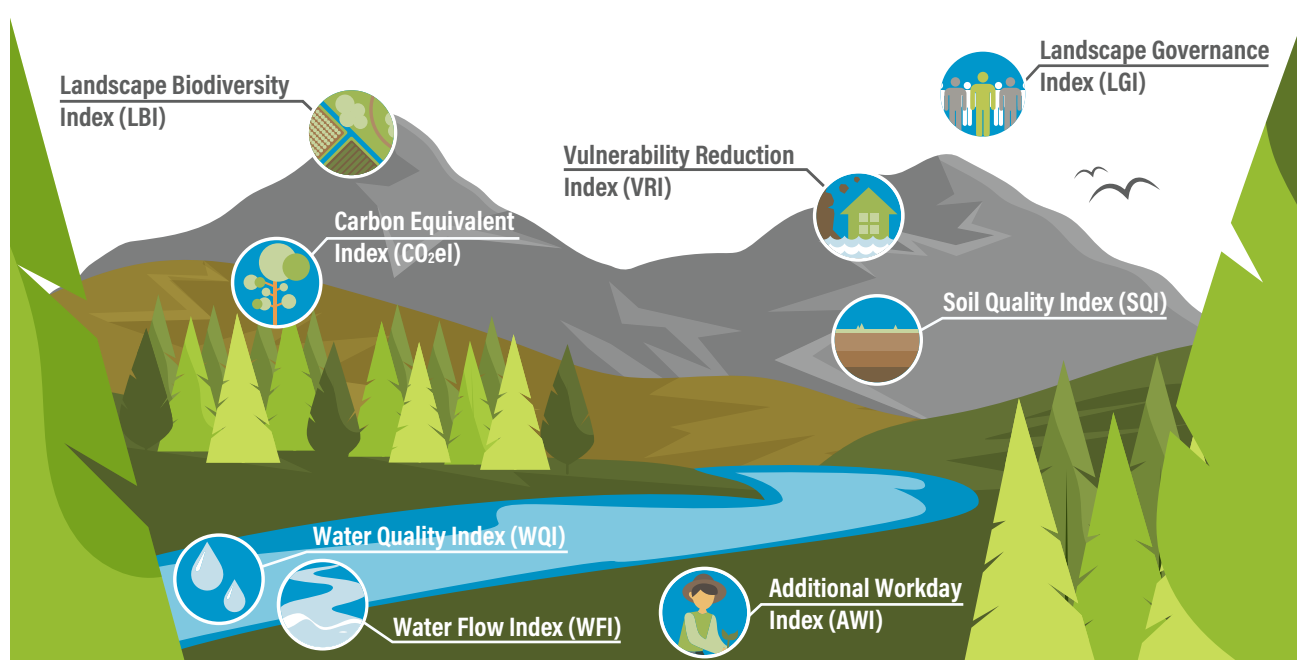 Landscape Governance
Index (LGI)
Landscape Biodiversity
Index (LBI)
Vulnerability Reduction
Index (VRI)
Carbon Equivalent
Index (CO₂eI)
Soil Quality Index (SQI)
Water Quality Index (WQI)
Additional Workday
Index (AWI)
Water Flow Index (WFI)